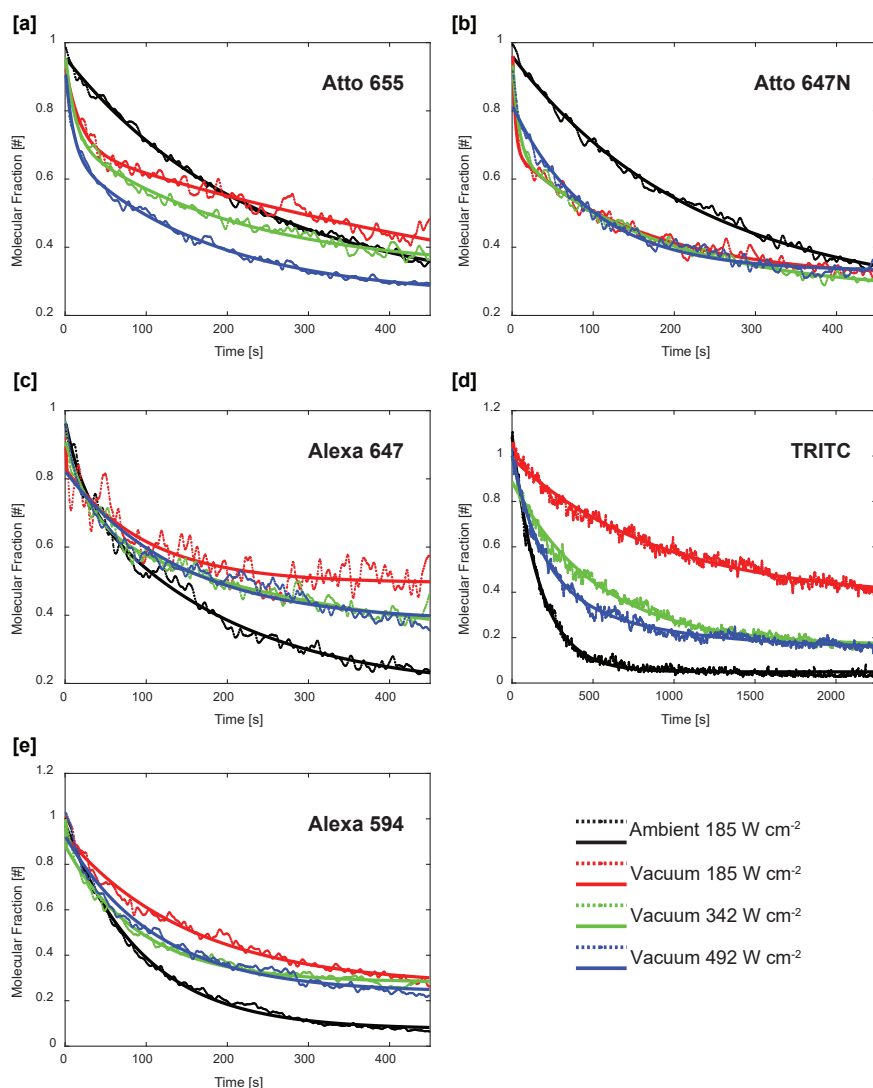 [a]
Atto 655
1
0.8
0.6
0.4
0.2
Molecular Fraction [#]
0
100
200
300
400
Time [s]
[b]
Atto 647N
1
0.8
0.6
0.4
0.2
Molecular Fraction [#]
0
100
200
300
400
Time [s]
[c]
Alexa 647
1
0.8
0.6
0.4
0.2
Molecular Fraction [#]
0
100
200
300
400
Time [s]
[d]
TRITC
1.2
1
0.8
0.6
0.4
0.2
0
Molecular Fraction [#]
0
500
1000
1500
2000
Time [s]
[e]
Alexa 594
1.2
1
0.8
0.6
0.4
0.2
0
Molecular Fraction [#]
0
100
200
300
400
Time [s]
Ambient 185 W cm⁻²
Vacuum 185 W cm⁻²
Vacuum 342 W cm⁻²
Vacuum 492 W cm⁻²